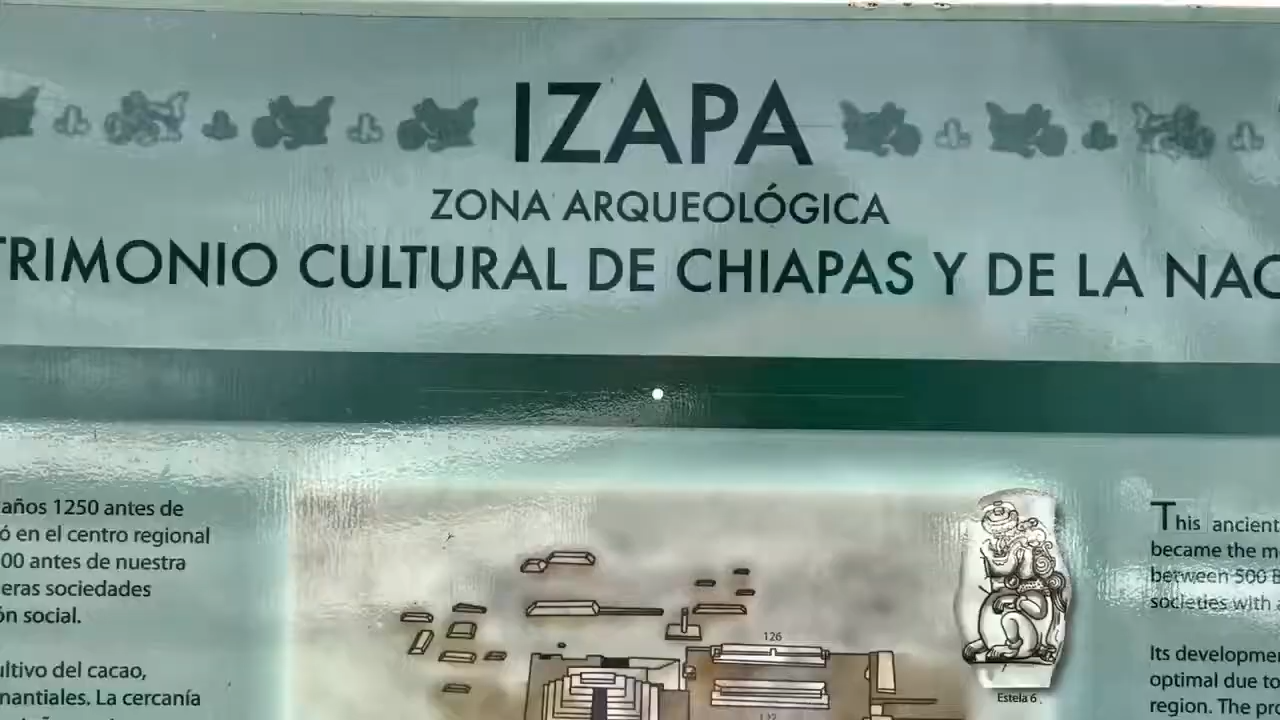 IZAPA
ZONA ARQUEOLÓGICA
TRIMONIO CULTURAL DE CHIAPAS Y DE LA NAC
años 1250 antes de
ó en el centro regional
00 antes de nuestra
eras sociedades
ón social.
ultivo del cacao,
nantiales. La cercanía
126
Estela 6
This ancient
became the m
between 500 B
societies with a
Its developme
optimal due to
region. The pro